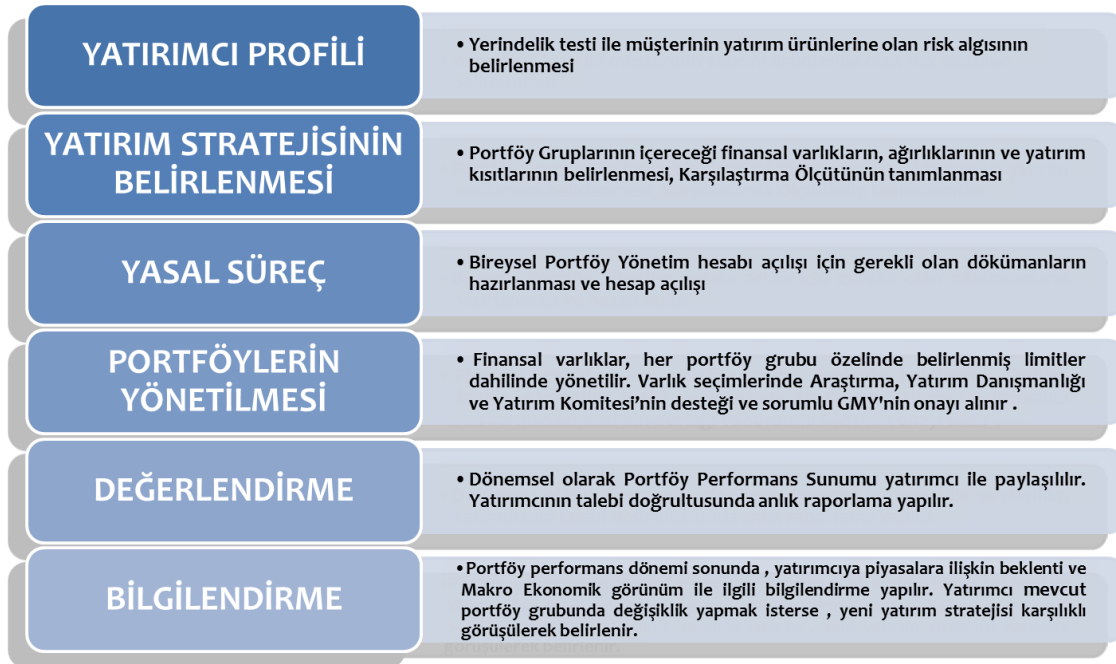 YATIRIMCI PROFİLİ
• Yerindelik testi ile müşterinin yatırım ürünlerine olan risk algısının
belirlenmesi
YATIRIM STRATEJİSİNİN
BELİRLENMESİ
• Portföy Gruplarının içereceği finansal varlıkların, ağırlıklarının ve yatırım
kısıtlarının belirlenmesi, Karşılaştırma Ölçütünün tanımlanması
YASAL SÜREÇ
• Bireysel Portföy Yönetim hesabı açılışı için gerekli olan dökümanların
hazırlanması ve hesap açılışı
PORTFÖYLERİN
YÖNETİLMESİ
• Finansal varlıklar, her portföy grubu özelinde belirlenmiş limitler
dahilinde yönetilir. Varlık seçimlerinde Araştırma, Yatırım Danışmanlığı
ve Yatırım Komitesi’nin desteği ve sorumlu GMY'nin onayı alınır .
DEĞERLENDİRME
• Dönemsel olarak Portföy Performans Sunumu yatırımcı ile paylaşılılır.
Yatırımcının talebi doğrultusunda anlık raporlama yapılır.
BİLGİLENDİRME
• Portföy performans dönemi sonunda , yatırımcıya piyasalara ilişkin beklenti ve
Makro Ekonomik görünüm ile ilgili bilgilendirme yapılır. Yatırımcı mevcut
portföy grubunda değişiklik yapmak isterse , yeni yatırım stratejisi karşılıklı
görüşülerek belirlenir.
görüşülerek belirlenir.